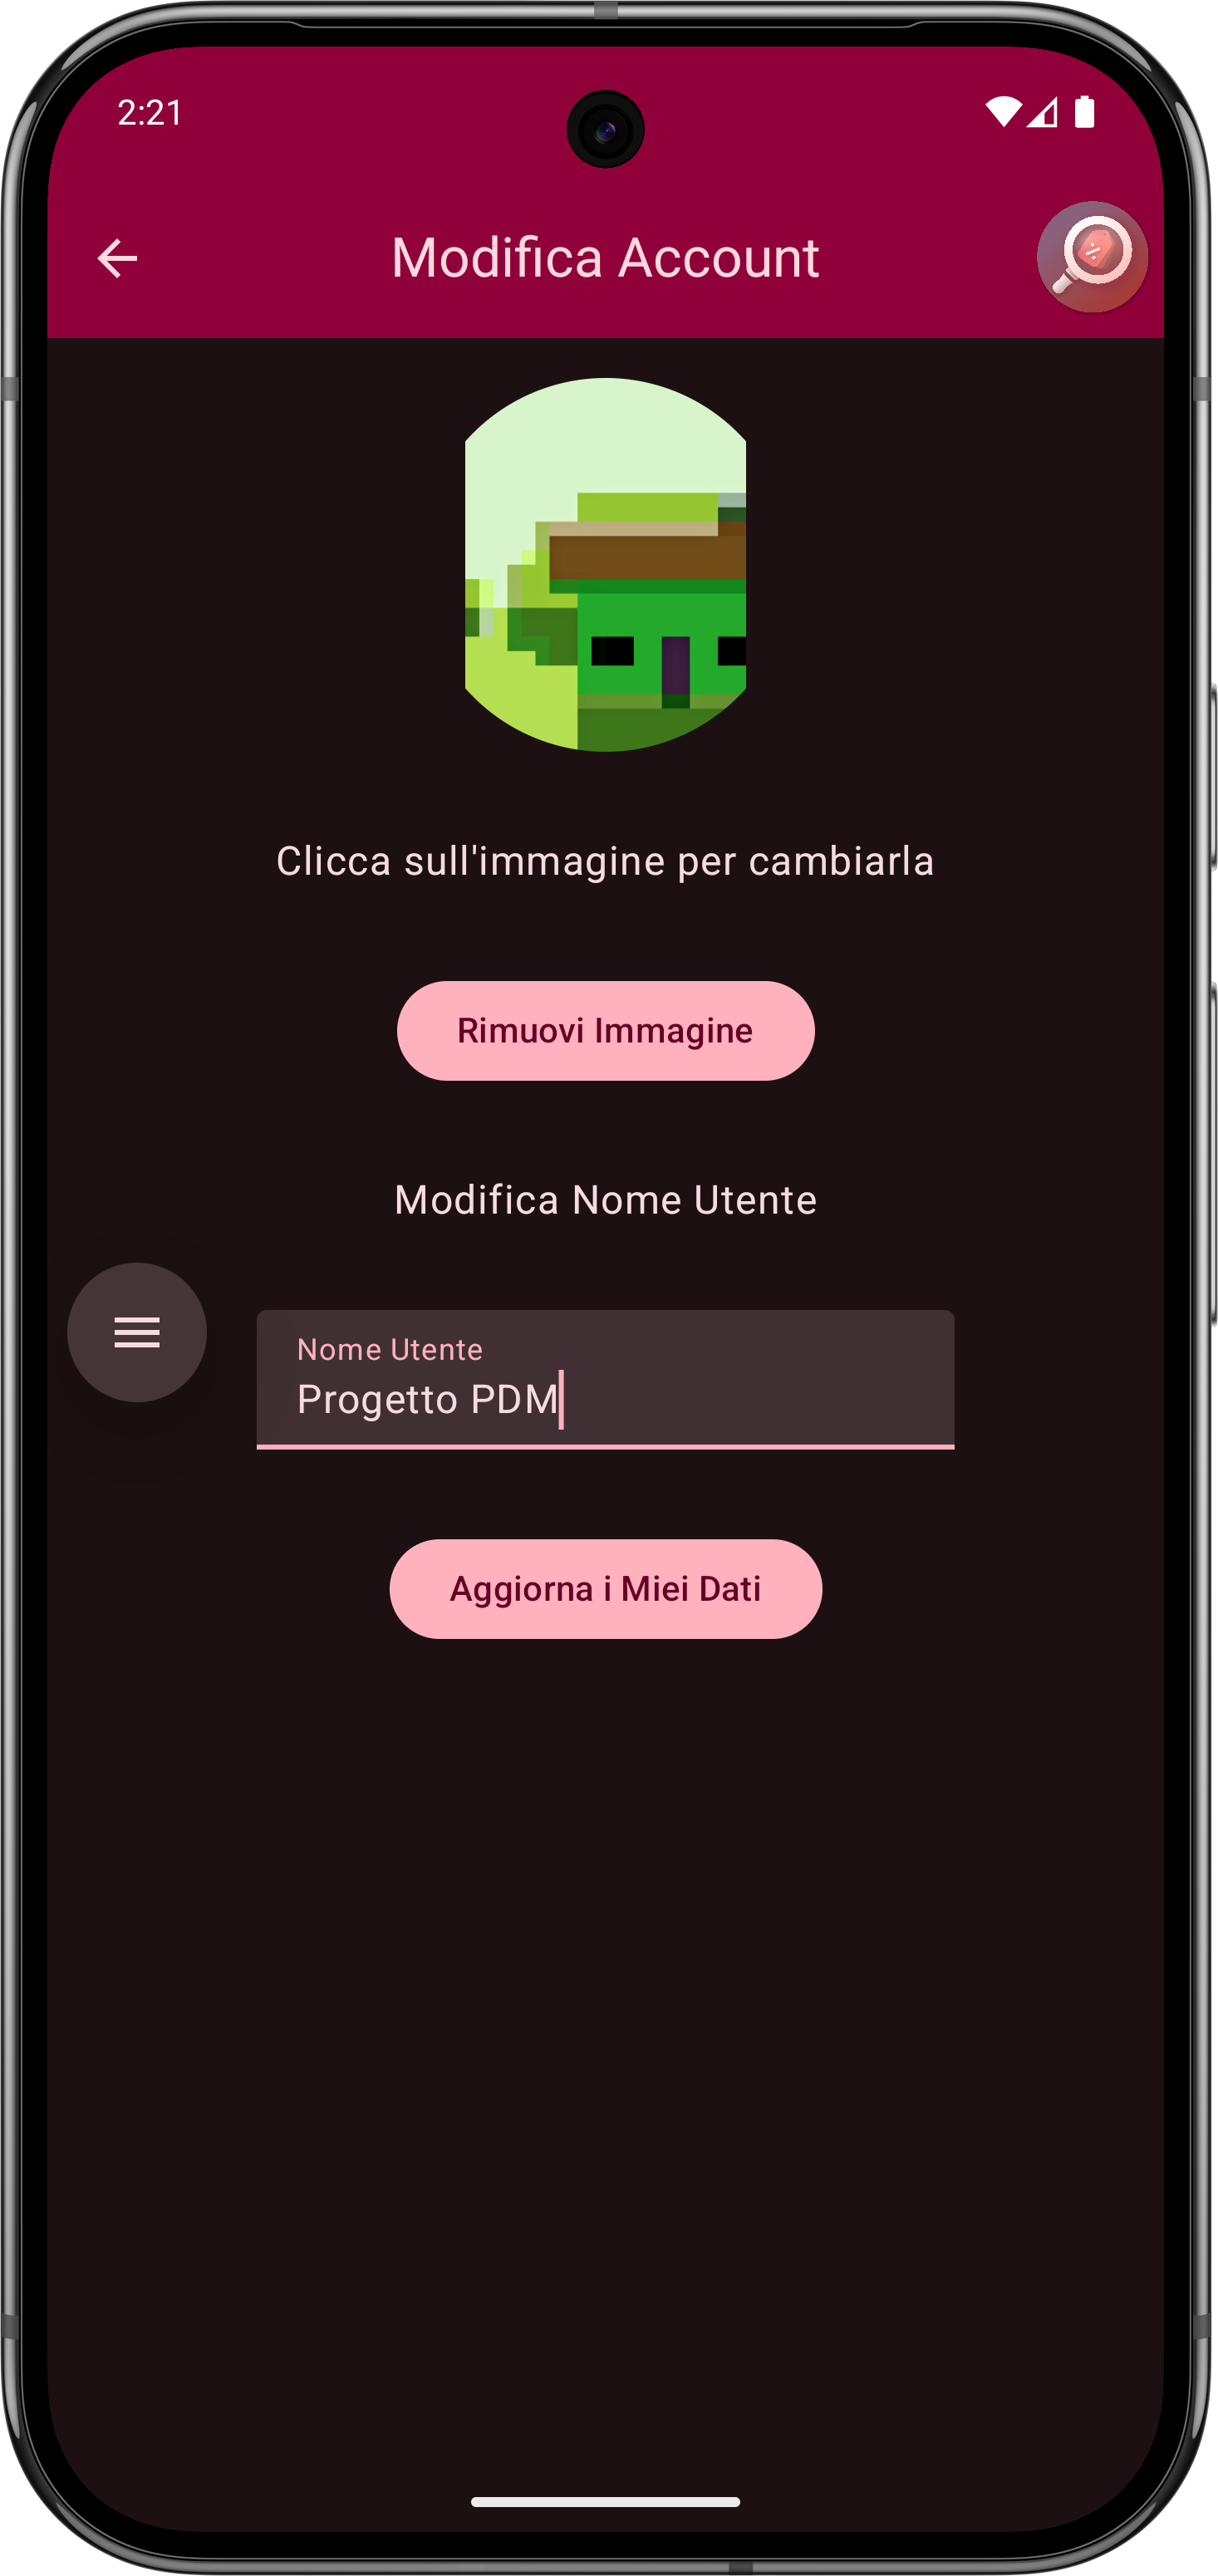 2:21
Modifica Account
Clicca sull'immagine per cambiarla
Rimuovi Immagine
Modifica Nome Utente
Nome Utente
Progetto PDM
Aggiorna i Miei Dati